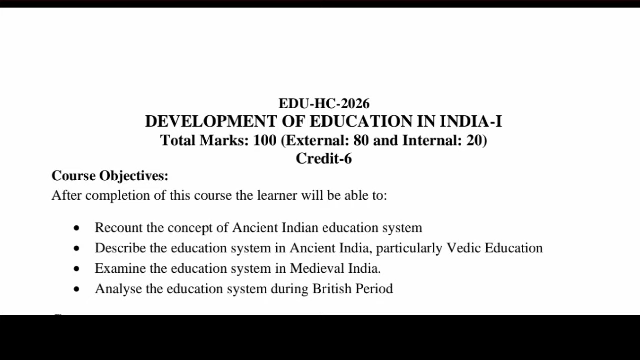 EDU-HC-2026
DEVELOPMENT OF EDUCATION IN INDIA-I
Total Marks: 100 (External: 80 and Internal: 20)
Credit-6
Course Objectives:
After completion of this course the learner will be able to:
• Recount the concept of Ancient Indian education system
• Describe the education system in Ancient India, particularly Vedic Education
• Examine the education system in Medieval India.
• Analyse the education system during British Period